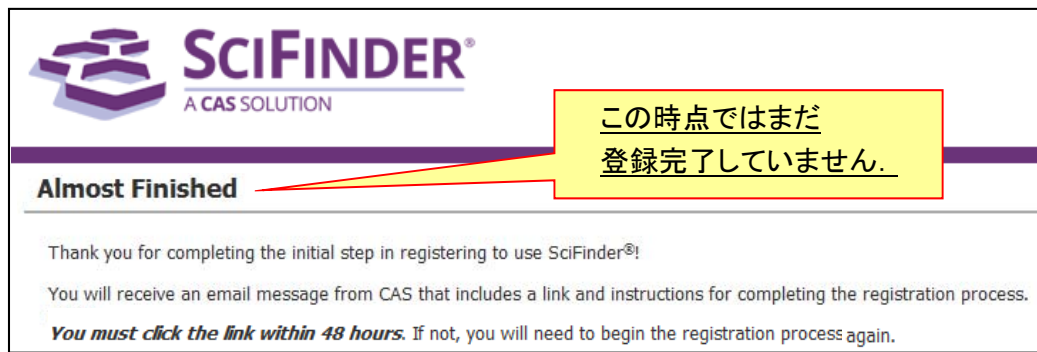 SCIFINDER®
A CAS SOLUTION
この時点ではまだ
登録完了していません.
Almost Finished
Thank you for completing the initial step in registering to use SciFinder®!
You will receive an email message from CAS that includes a link and instructions for completing the registration process.
You must click the link within 48 hours. If not, you will need to begin the registration process again.